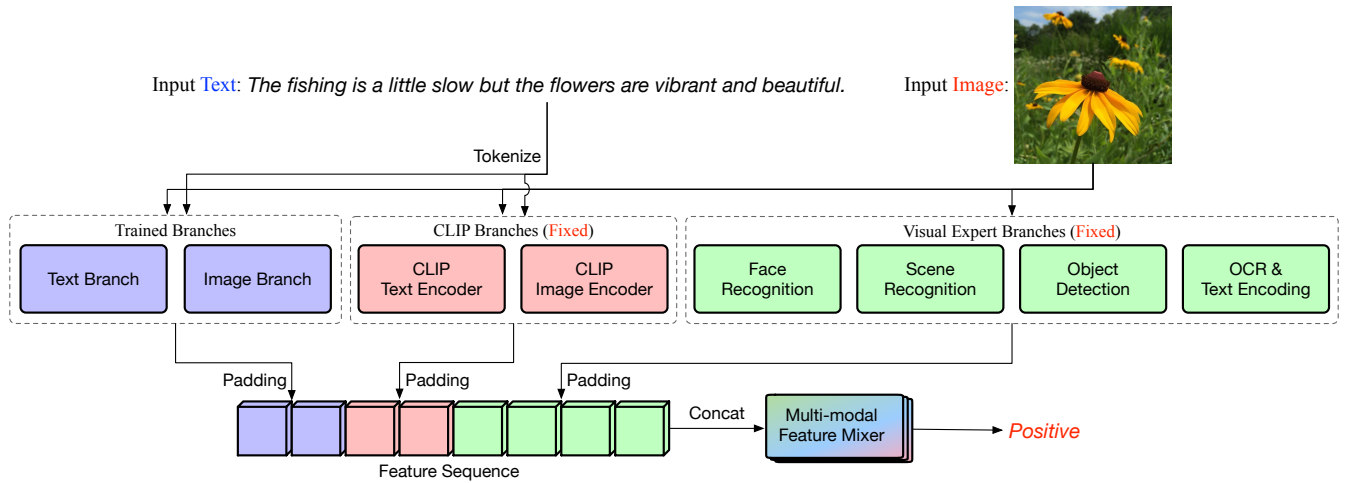 Input Text: The fishing is a little slow but the flowers are vibrant and beautiful.
Input Image:
Tokenize
Trained Branches
Text Branch
Image Branch
CLIP Branches (Fixed)
CLIP
Text Encoder
CLIP
Image Encoder
Visual Expert Branches (Fixed)
Face
Recognition
Scene
Recognition
Object
Detection
OCR &
Text Encoding
Padding
Padding
Padding
Feature Sequence
Concat
Multi-modal
Feature Mixer
Positive